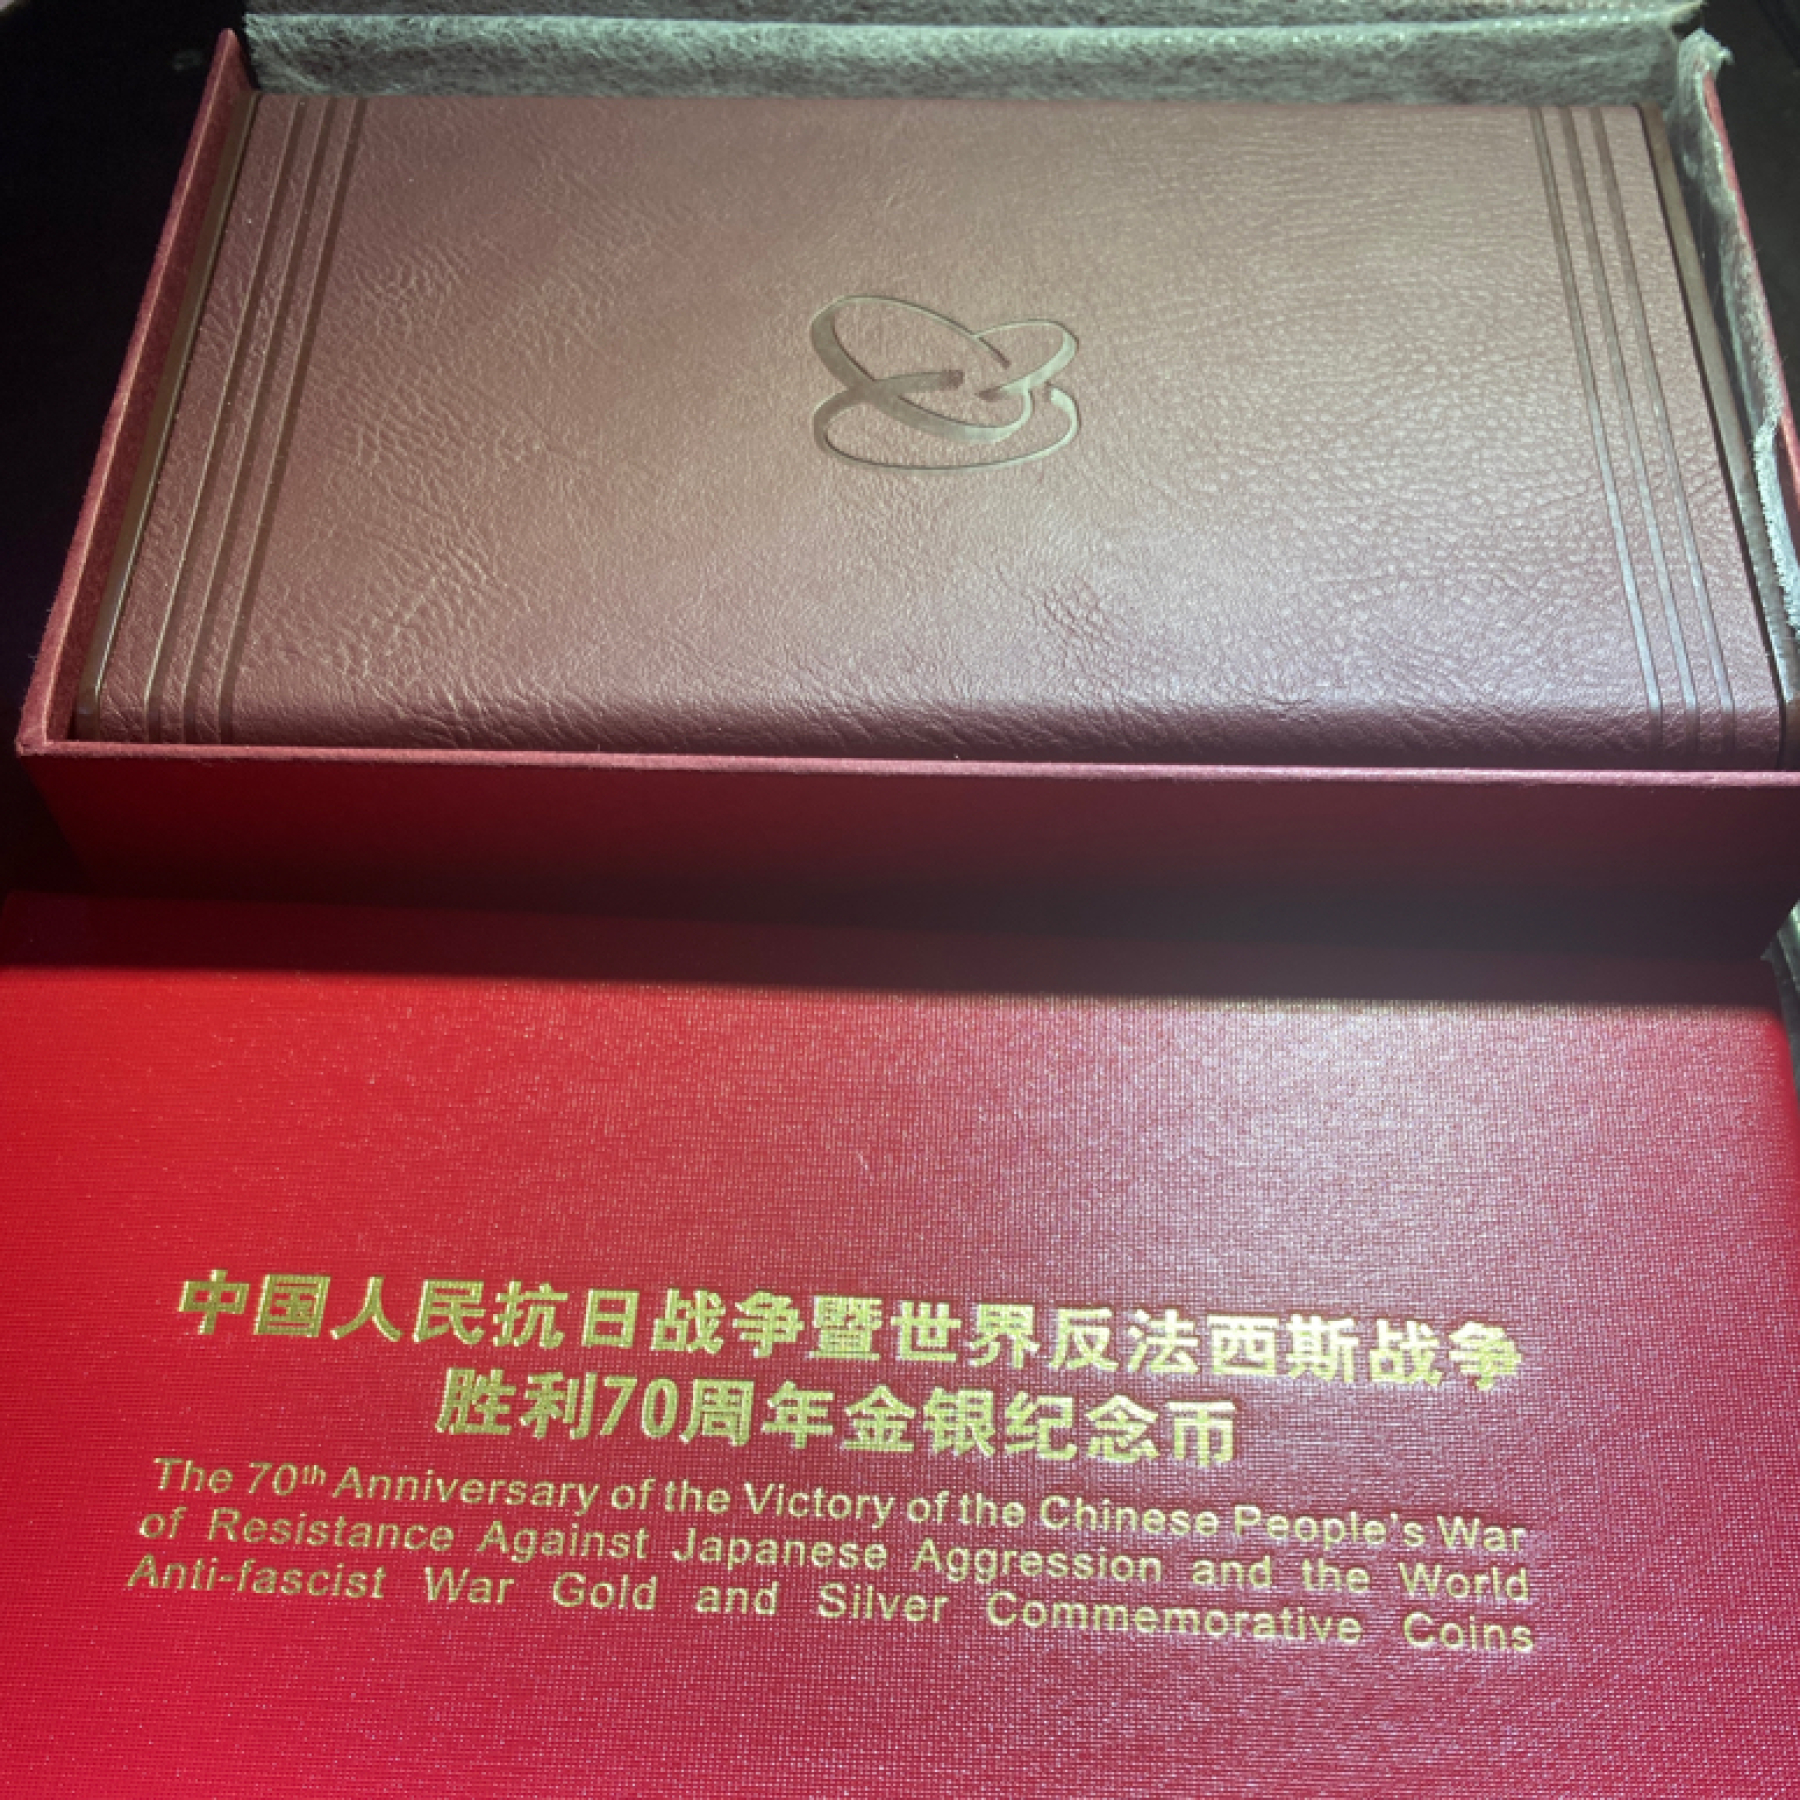 中国人民抗日战争暨世界反法西斯战争
胜利70周年金银纪念币
The 70th Anniversary of the Victory of the Chinese People's War
of Resistance Against Japanese Aggression and the World
Anti-fascist War Gold and Silver Commemorative Coins